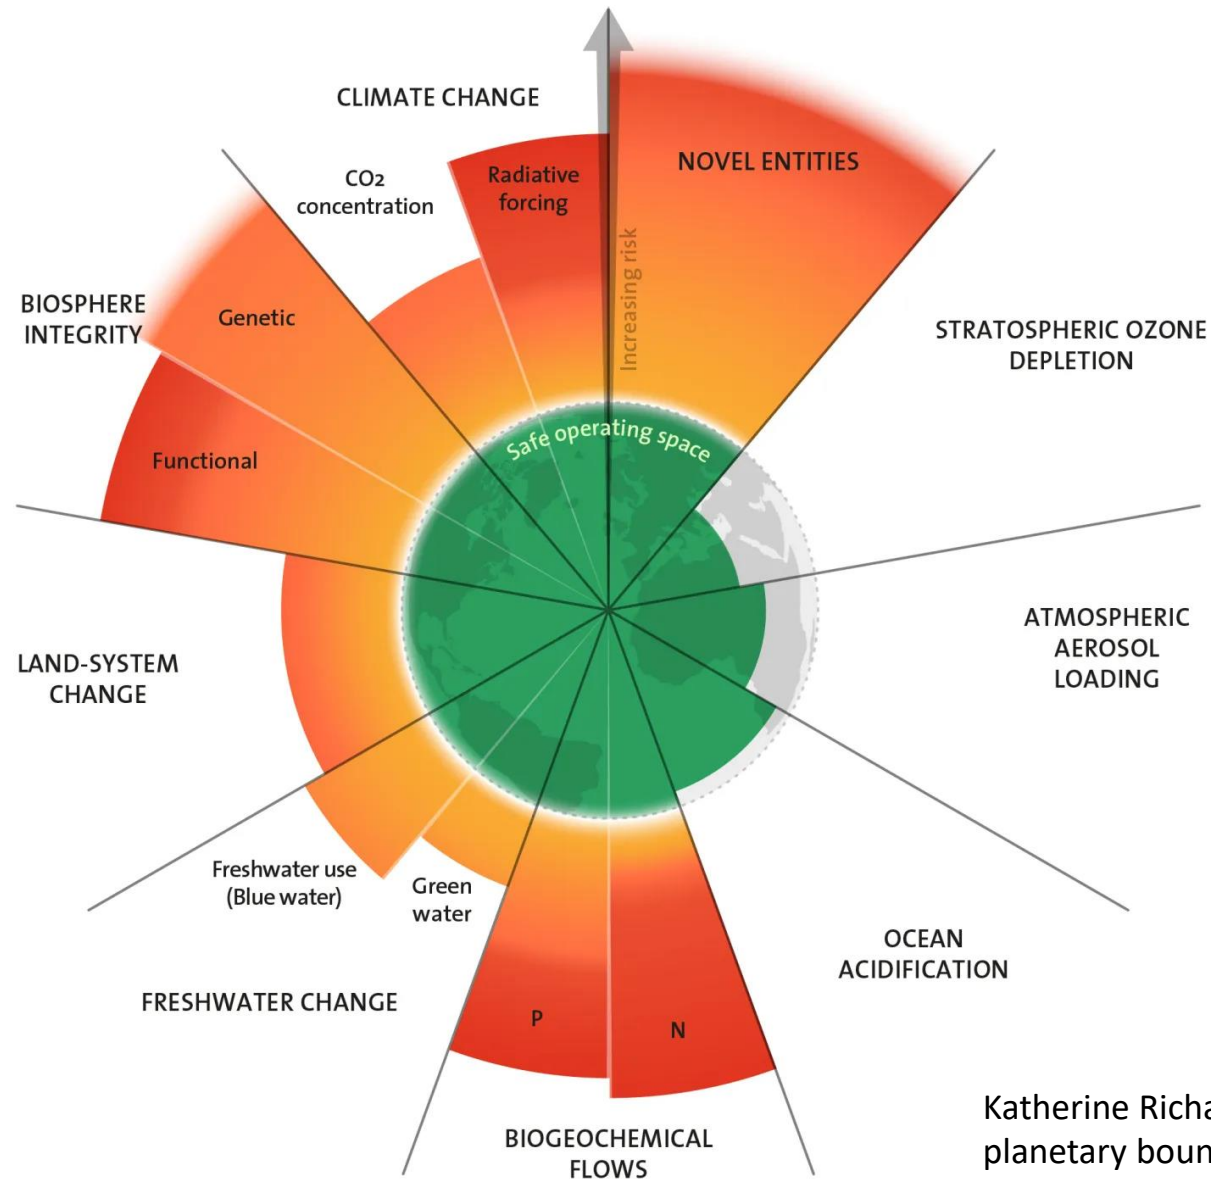 CLIMATE CHANGE
CO2
concentration
Radiative
forcing
NOVEL ENTITIES
Increasing risk
BIOSPHERE
INTEGRITY
Genetic
Functional
STRATOSPHERIC OZONE
DEPLETION
Safe operating space
ATMOSPHERIC
AEROSOL
LOADING
LAND-SYSTEM
CHANGE
Freshwater use
(Blue water)
Green
water
OCEAN
ACIDIFICATION
FRESHWATER CHANGE
P
N
BIOGEOCHEMICAL
FLOWS
Katherine
planetary